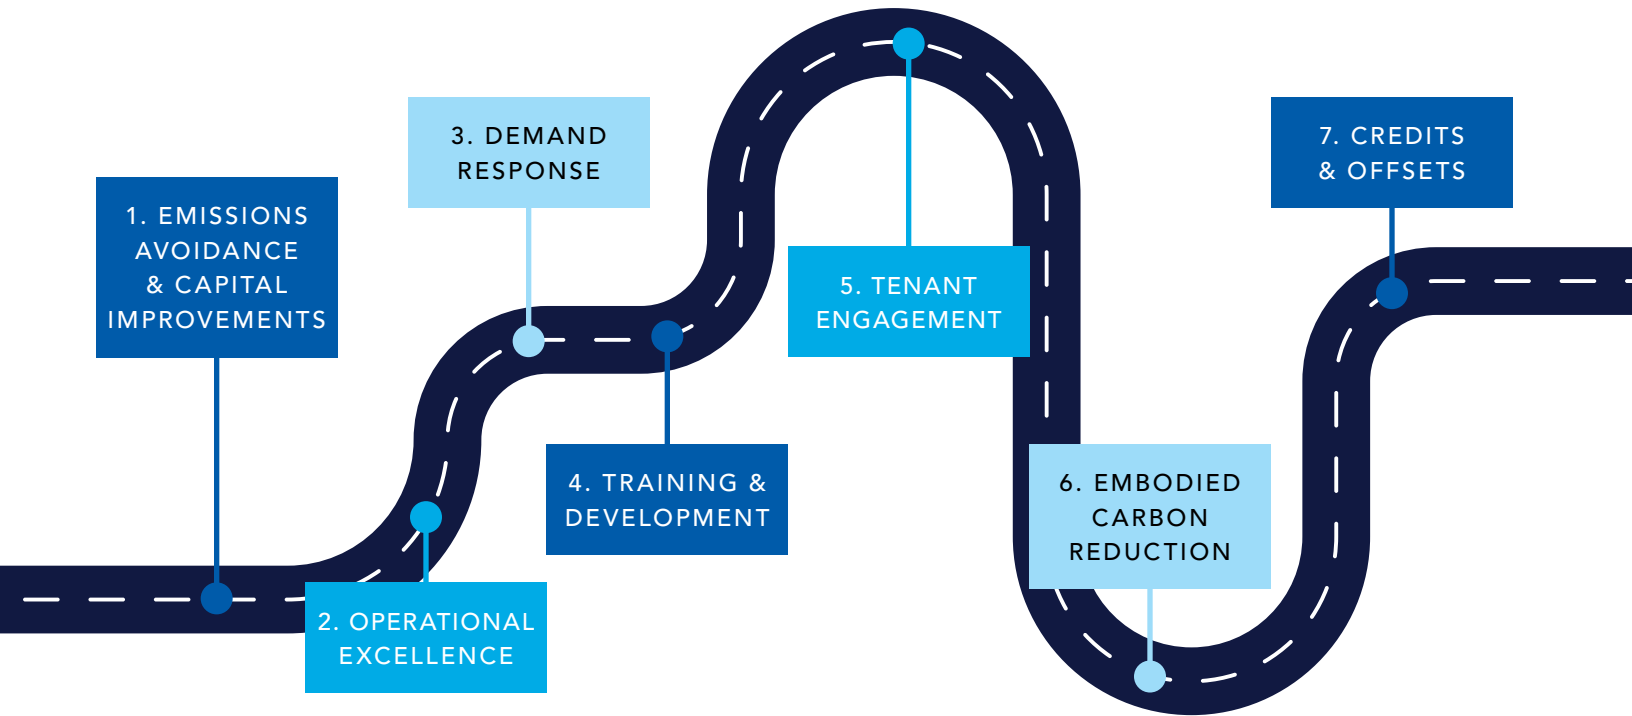 1. EMISSIONS
AVOIDANCE
& CAPITAL
IMPROVEMENTS
2. OPERATIONAL
EXCELLENCE
3. DEMAND
RESPONSE
4. TRAINING &
DEVELOPMENT
5. TENANT
ENGAGEMENT
6. EMBODIED
CARBON
REDUCTION
7. CREDITS
& OFFSETS